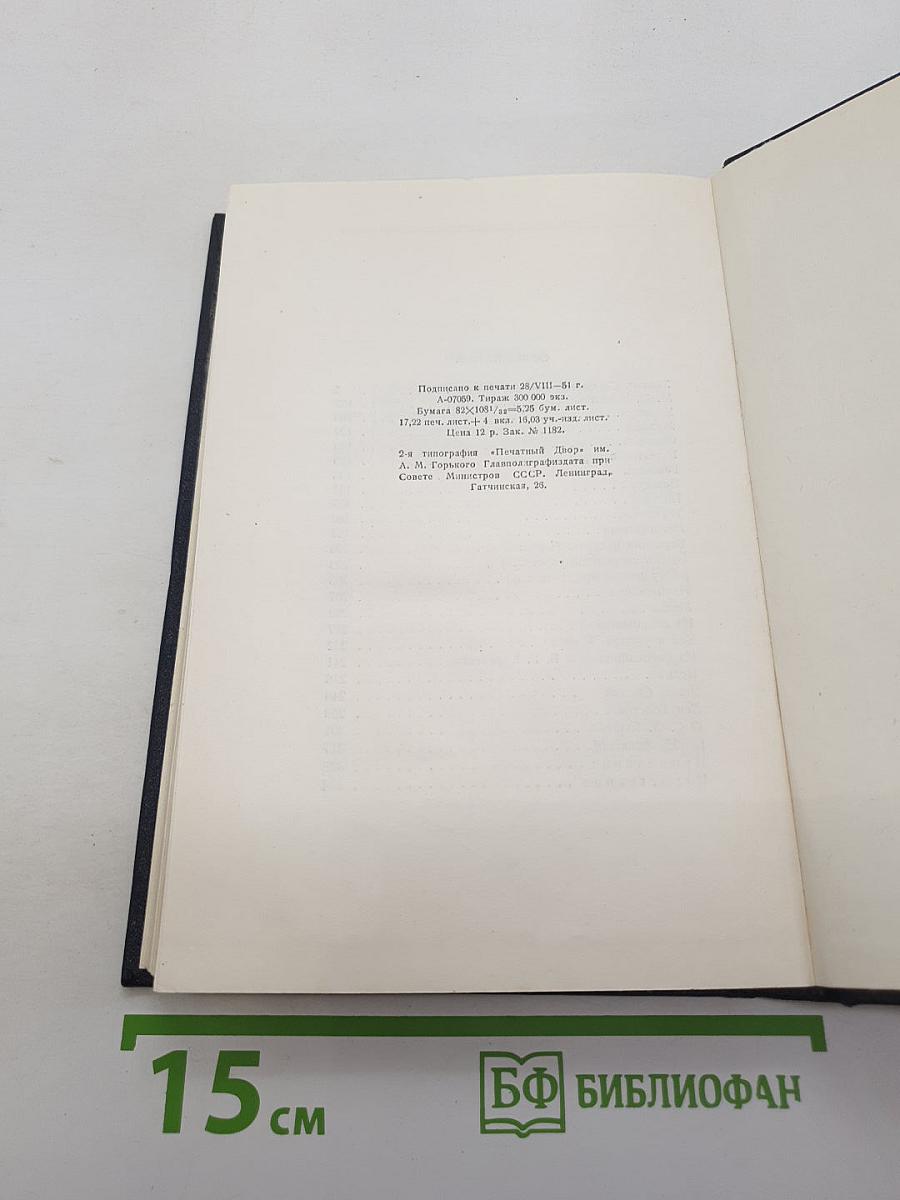 Подписано к печати 28/VIII—51 г.
А-07059. Тираж 300 000 экз.
Бумага 82×108¹/₃₂=5,25 бум. лист.
17,22 печ. лист.+ 4 вкл. 16,03 уч.-изд. лист.
Цена 12 р. Зак. № 1182.
2-я типография «Печатный Двор» им.
А. М. Горького Главполиграфиздата при
Совете Министров СССР. Ленинград,
Гатчинская, 26.
15 см
БФ БИБЛИОФАН